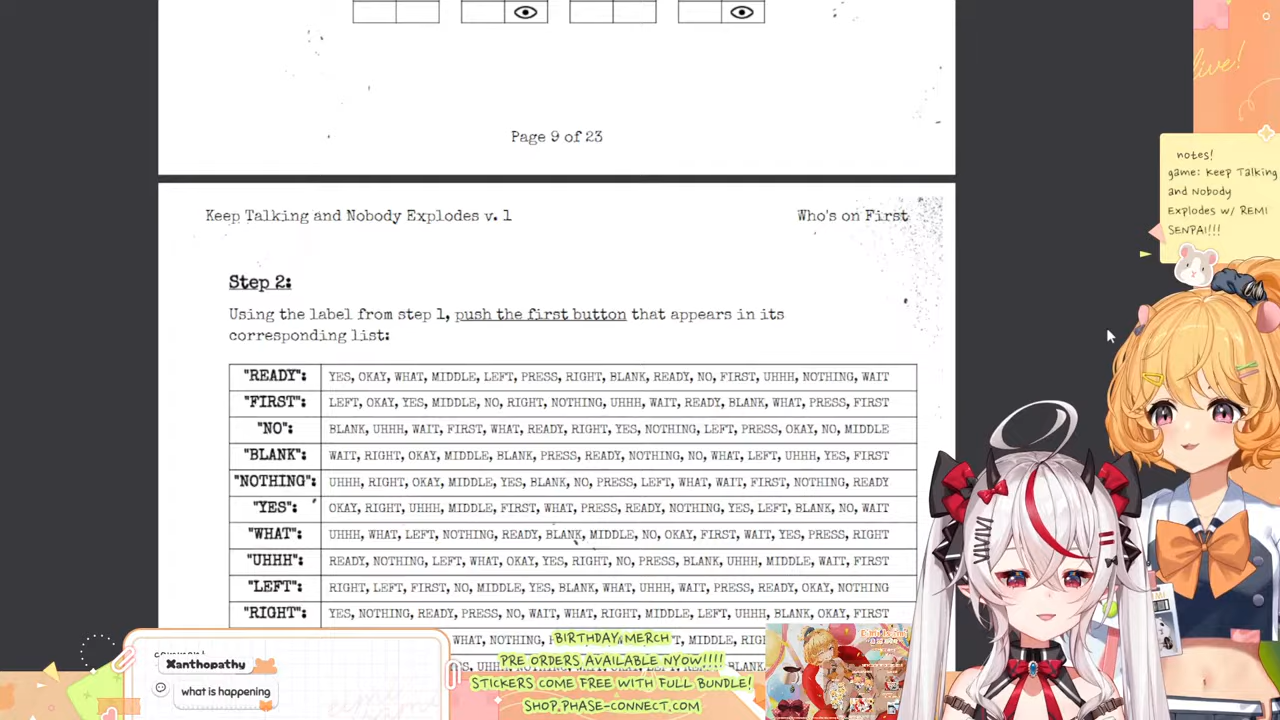 Page 9 of 23
Keep Talking and Nobody Explodes v. 1
Who's on First
Step 2:
Using the label from step 1, push the first button that appears in its
corresponding list:
"READY": YES, OKAY, WHAT, MIDDLE, LEFT, PRESS, RIGHT, BLANK, READY, NO, FIRST, UHHH, NOTHING, WAIT
"FIRST": LEFT, OKAY, YES, MIDDLE, NO, RIGHT, NOTHING, UHHH, WAIT, READY, BLANK, WHAT, PRESS, FIRST
"NO": BLANK, UHHH, WAIT, FIRST, WHAT, READY, RIGHT, YES, NOTHING, LEFT, PRESS, OKAY, NO, MIDDLE
"BLANK": WAIT, RIGHT, OKAY, MIDDLE, BLANK, PRESS, READY, NOTHING, NO, WHAT, LEFT, UHHH, YES, FIRST
"NOTHING": UHHH, RIGHT, OKAY, MIDDLE, YES, BLANK, NO, PRESS, LEFT, WHAT, WAIT, FIRST, NOTHING, READY
"YES": OKAY, RIGHT, UHHH, MIDDLE, FIRST, WHAT, PRESS, READY, NOTHING, YES, LEFT, BLANK, NO, WAIT
"WHAT": UHHH, WHAT, LEFT, NOTHING, READY, BLANK, MIDDLE, NO, OKAY, FIRST, WAIT, YES, PRESS, RIGHT
"UHHH": READY, NOTHING, LEFT, WHAT, OKAY, YES, RIGHT, NO, PRESS, BLANK, UHHH, MIDDLE, WAIT, FIRST
"LEFT": RIGHT, LEFT, FIRST, NO, MIDDLE, YES, BLANK, WHAT, UHHH, WAIT, PRESS, READY, OKAY, NOTHING
"RIGHT": YES, NOTHING, READY, PRESS, NO, WAIT, WHAT, RIGHT, MIDDLE, LEFT, UHHH, BLANK, OKAY, FIRST
WHAT, NOTHING, MIDDLE,
UHHH,
live!
notes!
game: Keep Talking
and Nobody
Explodes w/ REMI
SENPAI!!!
comment
Xanthopathy
what is happening
BIRTHDAY MERCH
PRE ORDERS AVAILABLE NYOW!!!!
STICKERS COME FREE WITH FULL BUNDLE!
SHOP.PHASE-CONNECT.COM